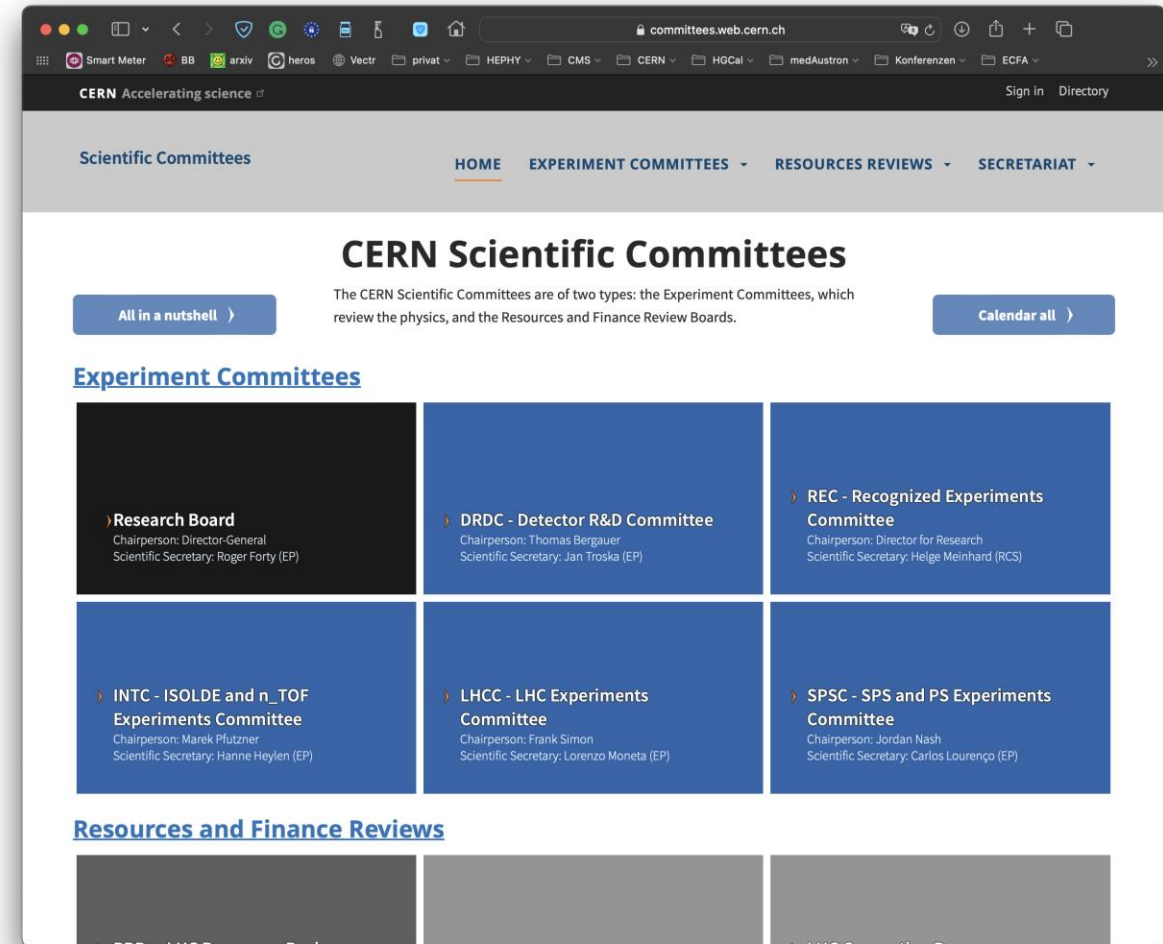 committees.web.cern.ch
Smart Meter BB arxiv heros Vectr privat HEPHY CMS CERN HGCal medAustron Konferenzen ECFA
CERN Accelerating science
Sign in Directory
Scientific Committees
HOME EXPERIMENT COMMITTEES RESOURCES REVIEWS SECRETARIAT
CERN Scientific Committees
The CERN Scientific Committees are of two types: the Experiment Committees, which
review the physics, and the Resources and Finance Review Boards.
All in a nutshell
Calendar all
Experiment Committees
Research Board
Chairperson: Director-General
Scientific Secretary: Roger Forty (EP)
DRDC - Detector R&D Committee
Chairperson: Thomas Bergauer
Scientific Secretary: Jan Troska (EP)
REC - Recognized Experiments
Committee
Chairperson: Director for Research
Scientific Secretary: Helge Meinhard (RCS)
INTC - ISOLDE and n_TOF
Experiments Committee
Chairperson: Marek Pfutzner
Scientific Secretary: Hanne Heylen (EP)
LHCC - LHC Experiments
Committee
Chairperson: Frank Simon
Scientific Secretary: Lorenzo Moneta (EP)
SPSC - SPS and PS Experiments
Committee
Chairperson: Jordan Nash
Scientific Secretary: Carlos Lourenço (EP)
Resources and Finance Reviews